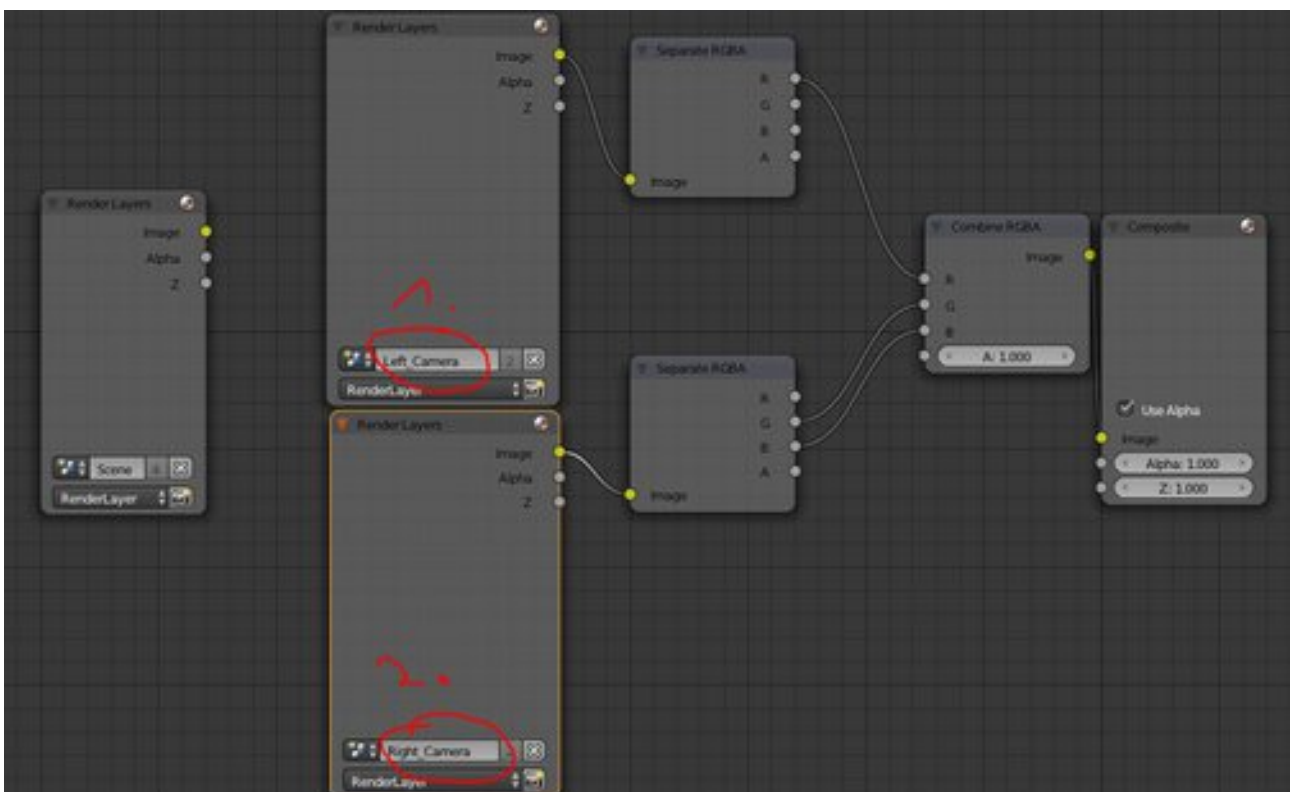 Render Layers
Image
Alpha
Z
Scene
RenderLayer
Render Layers
Image
Alpha
Z
1.
Left_Camera 2
RenderLayer
Render Layers
Image
Alpha
Z
2.
Right_Camera
RenderLayer
Separate RGBA
R
G
B
A
Image
Separate RGBA
R
G
B
A
Image
Combine RGBA
Image
R
G
B
A: 1.000
Composite
Use Alpha
Image
Alpha: 1.000
Z: 1.000